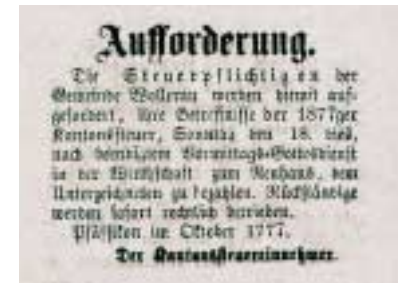 Aufforderung.
Die Steuerpflichtigen der
Gemeinde Wollerau werden hiemit auf-
gefordert, ihre Betreffnisse der 1877ger
Kantonssteuer, Sonntag den 18. dies,
nach beendigtem Vormittags-Gottesdienst
in der Wirthschaft zum Neuhaus, dem
Unterzeichneten zu bezahlen. Rückständige
werden sofort rechtlich betrieben.
Pfäffikon im Oktober 1777.
Der Kantonssteuereinnehmer.